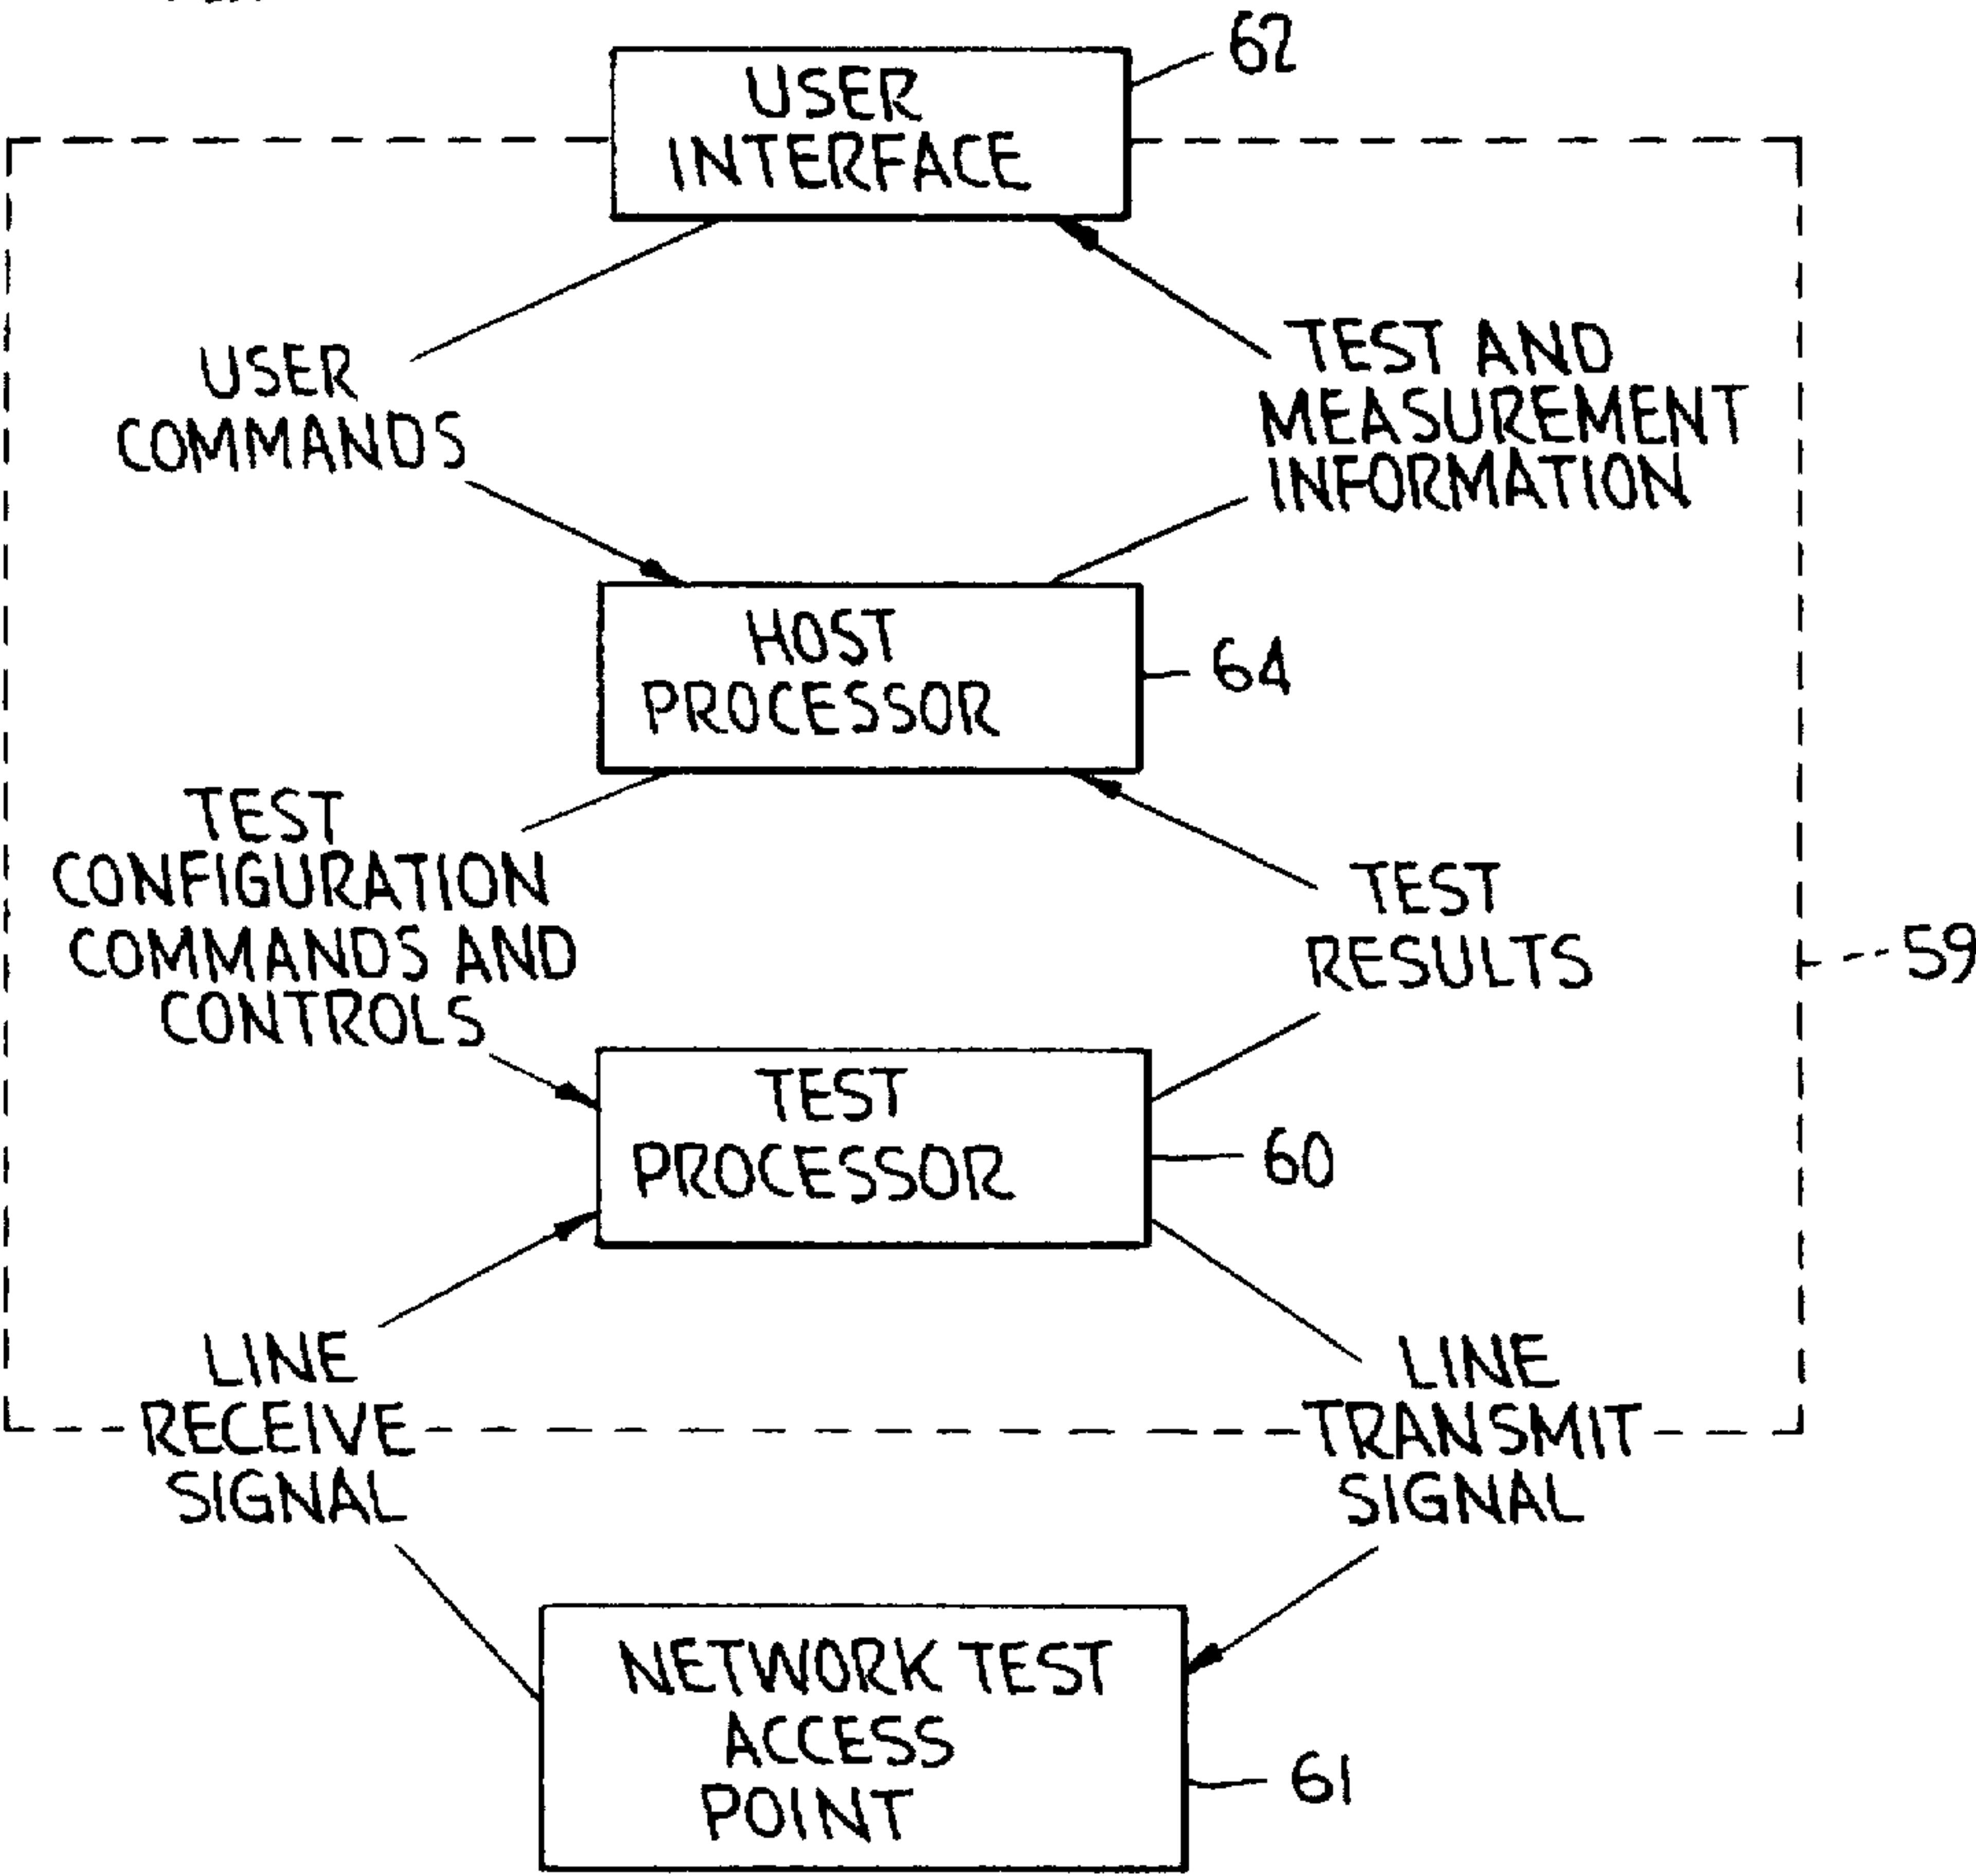 62
USER
INTERFACE
USER
COMMANDS
TEST AND
MEASUREMENT
INFORMATION
HOST
PROCESSOR
64
TEST
CONFIGURATION
COMMANDS AND
CONTROLS
TEST
RESULTS
59
TEST
PROCESSOR
60
LINE
RECEIVE
SIGNAL
LINE
TRANSMIT
SIGNAL
NETWORK TEST
ACCESS
POINT
61